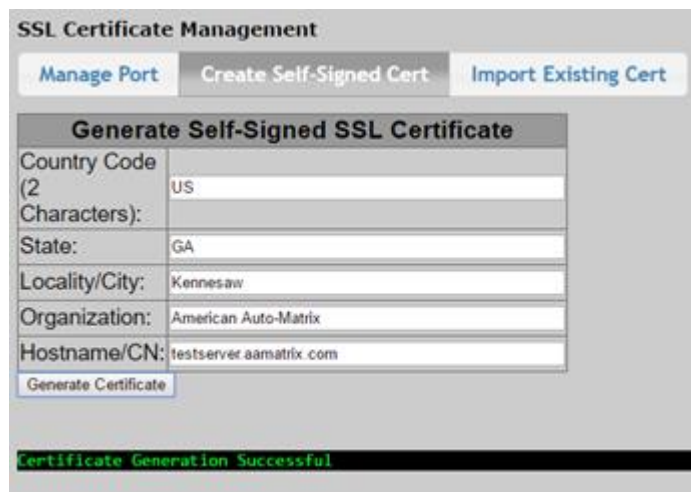 SSL Certificate Management
Manage Port Create Self-Signed Cert Import Existing Cert
Generate Self-Signed SSL Certificate
Country Code
(2
Characters):
US
State: GA
Locality/City: Kennesaw
Organization: American Auto-Matrix
Hostname/CN: testserver.aamatrix.com
Generate Certificate
Certificate Generation Successful